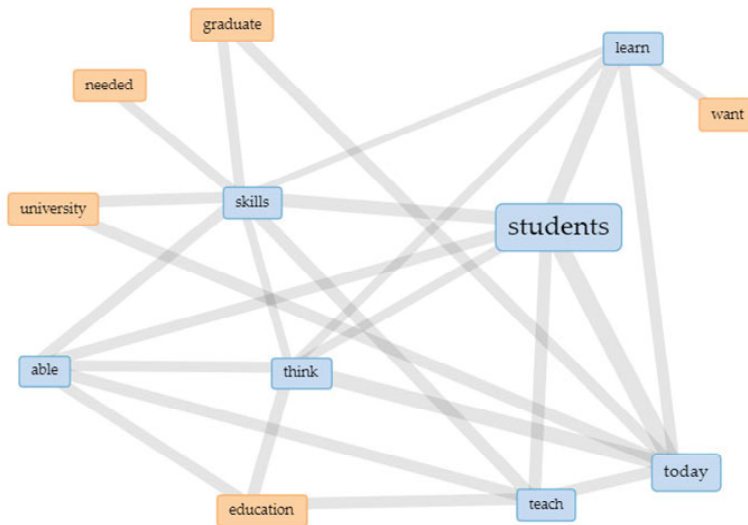 graduate
learn
needed
want
skills
university
students
able
think
today
education
teach